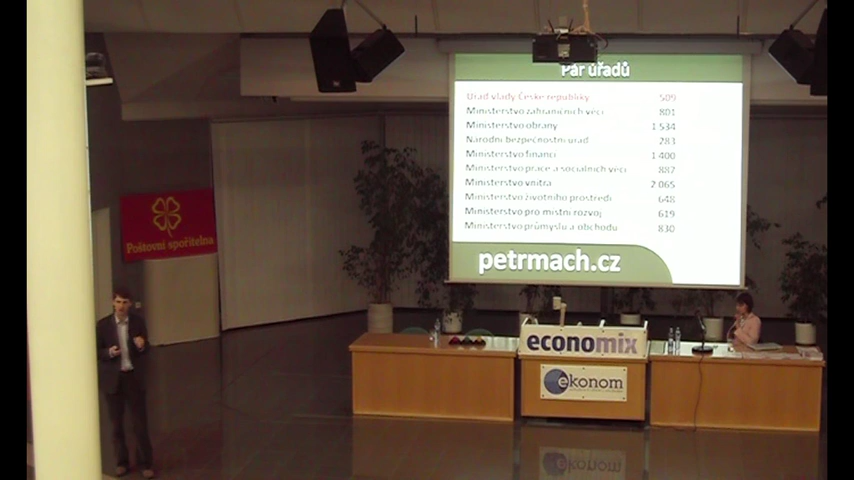 Pár úřadů
Úřad vlády České republiky 509
Ministerstvo zahraničních věcí 801
Ministerstvo obrany 1 534
Národní bezpečnostní úřad 283
Ministerstvo financí 1 400
Ministerstvo práce a sociálních věcí 887
Ministerstvo vnitra 2 065
Ministerstvo životního prostředí 648
Ministerstvo pro místní rozvoj 619
Ministerstvo průmyslu a obchodu 830
petrmach.cz
Poštovní spořitelna
economix
ekonom